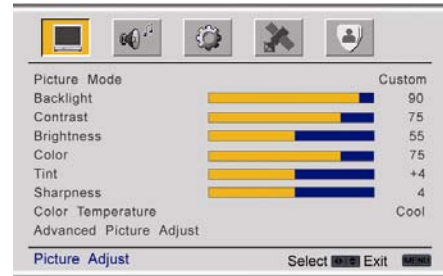 Picture Mode Custom
Backlight 90
Contrast 75
Brightness 55
Color 75
Tint +4
Sharpness 4
Color Temperature Cool
Advanced Picture Adjust
Picture Adjust Select Exit MENU